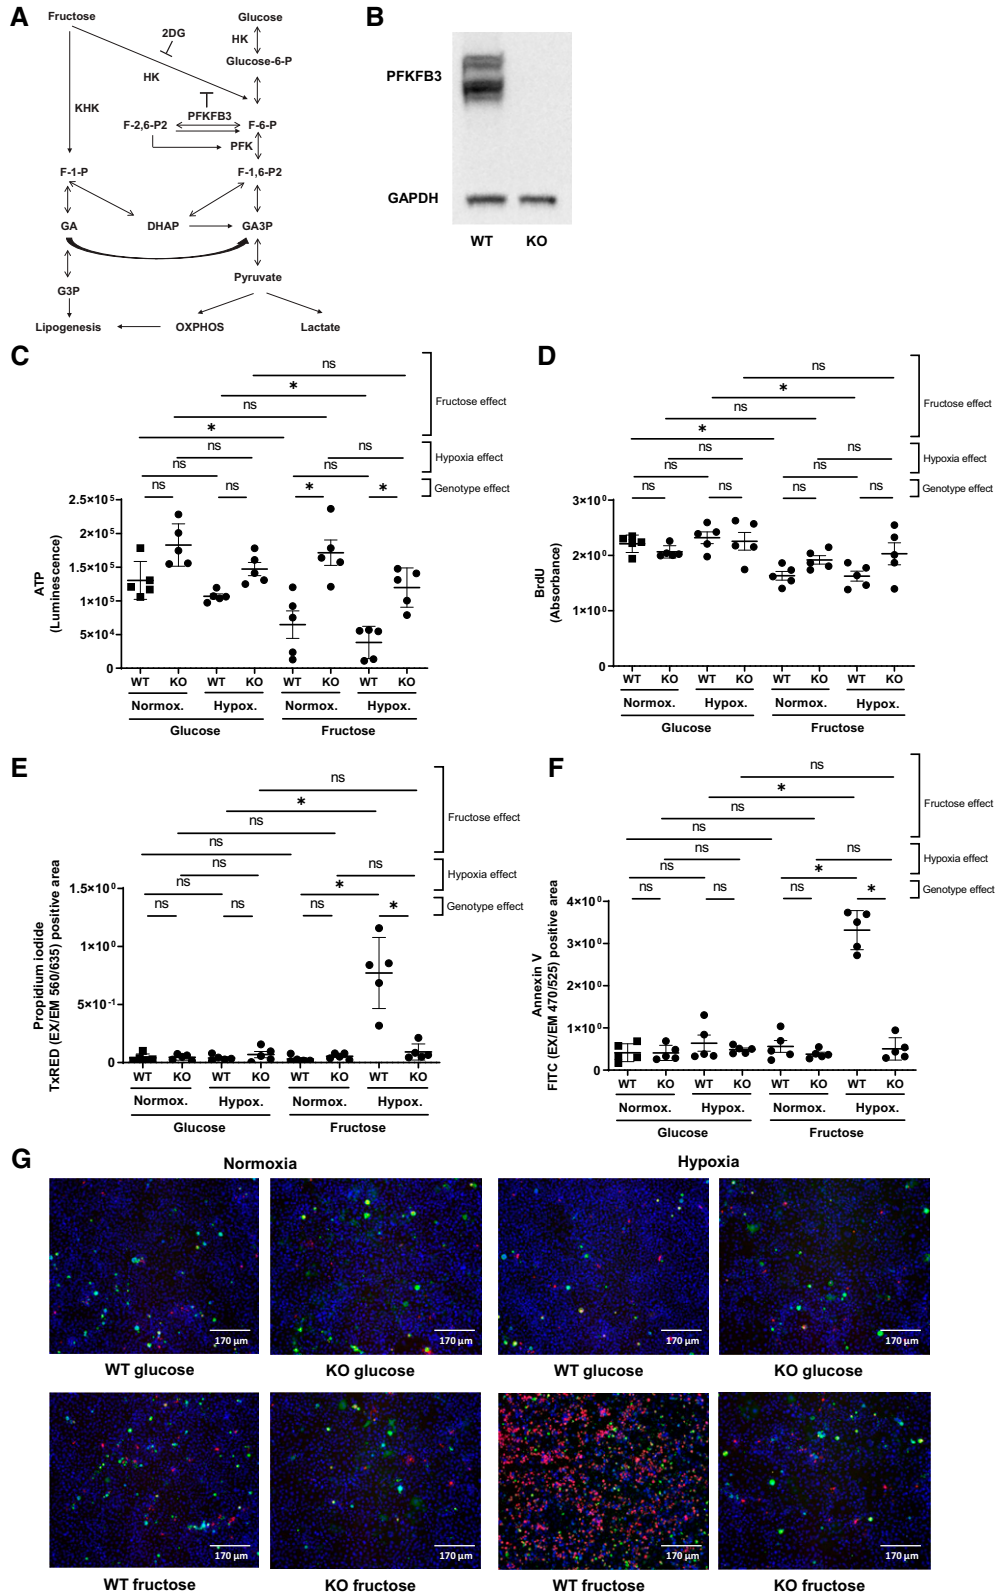 A
Fructose
Glucose
2DG
HK
Glucose-6-P
HK
KHK
PFKFB3
F-2,6-P2
F-6-P
PFK
F-1-P
F-1,6-P2
GA
DHAP
GA3P
Pyruvate
G3P
Lipogenesis
OXPHOS
Lactate
B
PFKFB3
GAPDH
WT KO
C
ns
*
ns
*
Fructose effect
ns
ns
ns
ns
Hypoxia effect
ns
ns
*
*
Genotype effect
ATP
(Luminescence)
2.5×10⁵
2×10⁵
1.5×10⁵
1×10⁵
5×10⁴
0
WT KO WT KO WT KO WT KO
Normox. Hypox. Normox. Hypox.
Glucose Fructose
D
ns
*
ns
*
Fructose effect
ns
ns
ns
ns
Hypoxia effect
ns
ns
ns
ns
Genotype effect
BrdU
(Absorbance)
3×10⁰
2×10⁰
1×10⁰
0
WT KO WT KO WT KO WT KO
Normox. Hypox. Normox. Hypox.
Glucose Fructose
E
ns
*
ns
ns
Fructose effect
ns
ns
ns
*
Hypoxia effect
ns
ns
ns
*
Genotype effect
Propidium iodide
TxRED (EX/EM 560/635) positive area
1.5×10⁰
1×10⁰
5×10⁻¹
0
WT KO WT KO WT KO WT KO
Normox. Hypox. Normox. Hypox.
Glucose Fructose
F
ns
*
ns
ns
Fructose effect
ns
ns
ns
*
Hypoxia effect
ns
ns
ns
*
Genotype effect
Annexin V
FITC (EX/EM 470/525) positive area
4×10⁰
3×10⁰
2×10⁰
1×10⁰
0
WT KO WT KO WT KO WT KO
Normox. Hypox. Normox. Hypox.
Glucose Fructose
G
Normoxia Hypoxia
170 µm 170 µm 170 µm 170 µm
WT glucose KO glucose WT glucose KO glucose
170 µm 170 µm 170 µm 170 µm
WT fructose KO fructose WT fructose KO fructose